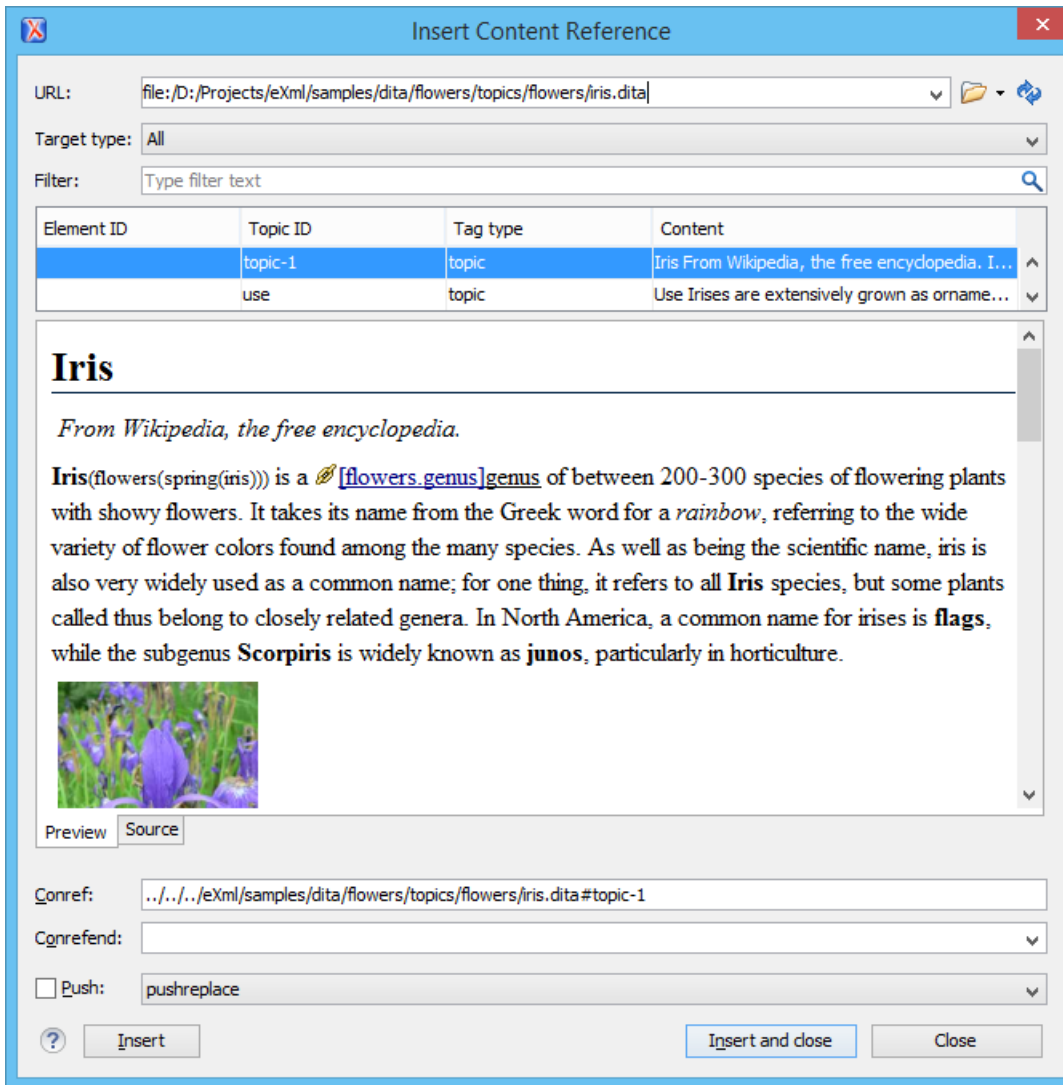 Insert Content Reference
URL: file:/D:/Projects/eXml/samples/dita/flowers/topics/flowers/iris.dita
Target type: All
Filter: Type filter text
Element ID Topic ID Tag type Content
topic-1 topic Iris From Wikipedia, the free encyclopedia. I...
use topic Use Irises are extensively grown as orname...
Iris
From Wikipedia, the free encyclopedia.
Iris(flowers(spring(iris))) is a [flowers.genus]genus of between 200-300 species of flowering plants
with showy flowers. It takes its name from the Greek word for a rainbow, referring to the wide
variety of flower colors found among the many species. As well as being the scientific name, iris is
also very widely used as a common name; for one thing, it refers to all Iris species, but some plants
called thus belong to closely related genera. In North America, a common name for irises is flags,
while the subgenus Scorpiris is widely known as junos, particularly in horticulture.
Preview Source
Conref: ../../../eXml/samples/dita/flowers/topics/flowers/iris.dita#topic-1
Conrefend:
Push: pushreplace
? Insert Insert and close Close